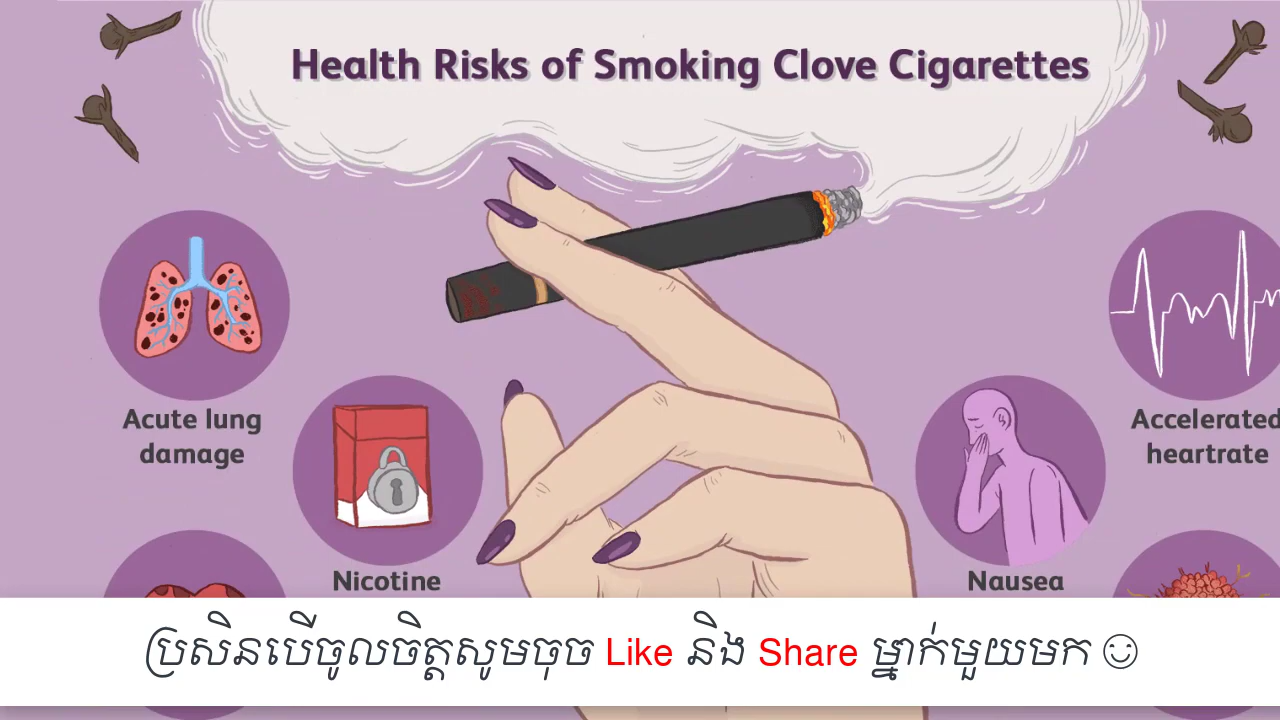 Health Risks of Smoking Clove Cigarettes
Acute lung
damage
Nicotine
Nausea
Accelerated
heartrate
ប្រសិនបើចូលចិត្តសូមចុច Like និង Share ម្នាក់មួយមក ☺